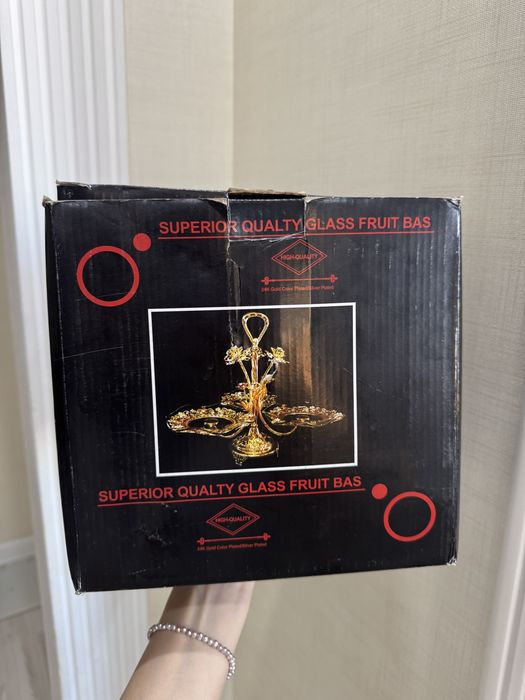 SUPERIOR QUALTY GLASS FRUIT BAS
HIGH-QUALITY
24K Gold Color Plated/Silver Plated
SUPERIOR QUALTY GLASS FRUIT BAS
HIGH-QUALITY
24K Gold Color Plated/Silver Plated